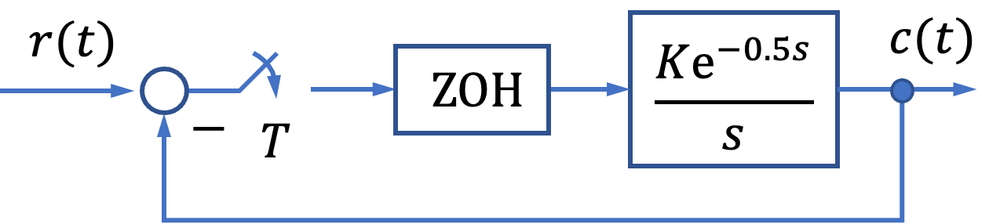 r(t)
− T
ZOH
Ke^{−0.5s}
s
c(t)